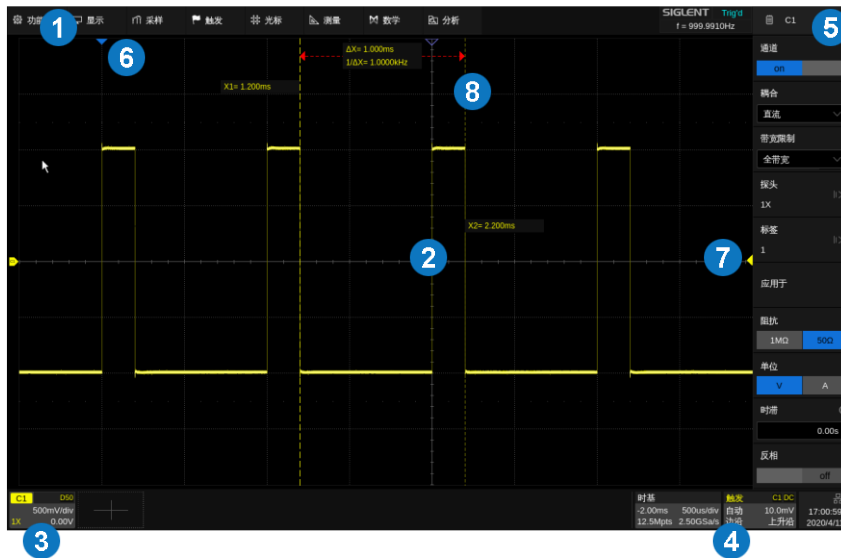 功能 显示 采样 触发 光标 测量 数学 分析
SIGLENT Trig'd
f = 999.9910Hz
C1
1
2
3
4
5
6
7
8
ΔX= 1.000ms
1/ΔX= 1.0000kHz
X1= 1.200ms
X2= 2.200ms
通道
on
耦合
直流
带宽限制
全带宽
探头
1X
标签
1
应用于
阻抗
1MΩ 50Ω
单位
V A
时滞
0.00s
反相
off
C1 D50
500mV/div
1X 0.00V
时基
-2.00ms 500us/div
12.5Mpts 2.50GSa/s
触发 C1 DC
自动 10.0mV
边沿 上升沿
17:00:59